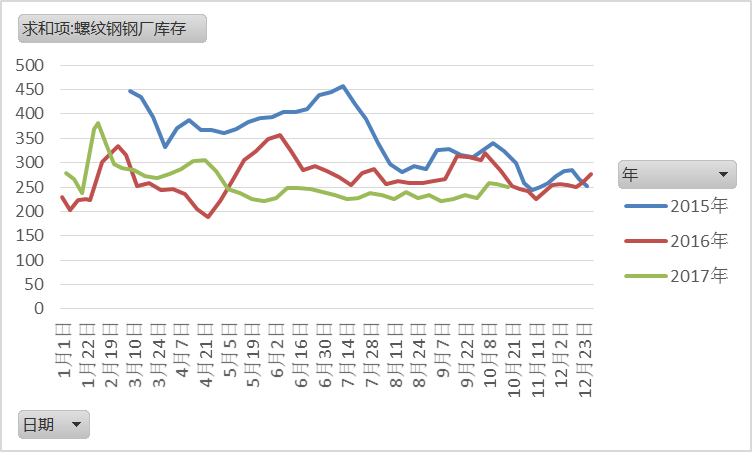 求和项:螺纹钢钢厂库存
500
450
400
350
300
250
200
150
100
50
0
1月1日
1月22日
2月19日
3月10日
3月24日
4月7日
4月21日
5月5日
5月19日
6月2日
6月16日
6月30日
7月14日
7月28日
8月11日
8月24日
9月7日
9月22日
10月8日
10月21日
11月11日
12月2日
12月23日
年
2015年
2016年
2017年
日期